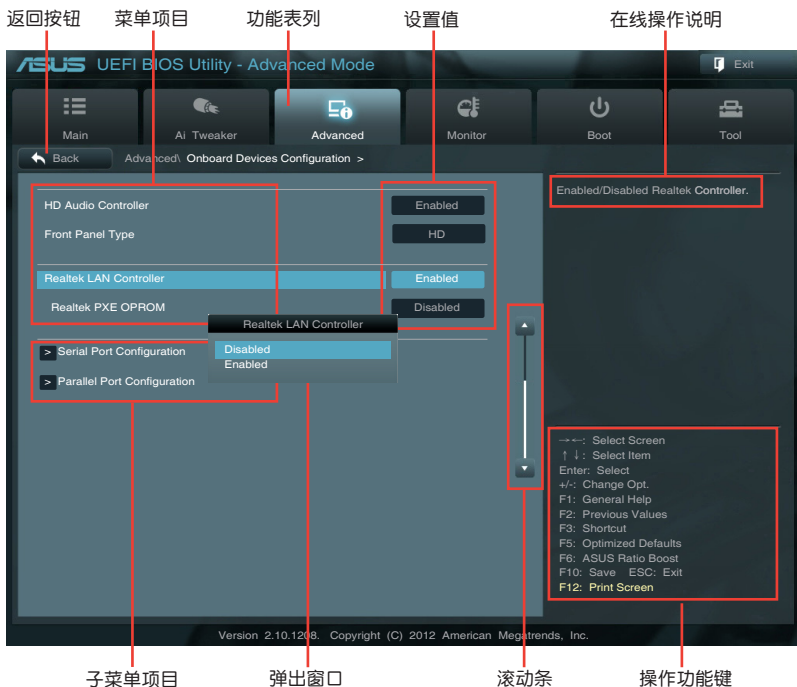 返回按钮 菜单项目 功能表列 设置值 在线操作说明
ASUS UEFI BIOS Utility - Advanced Mode Exit
Main Ai Tweaker Advanced Monitor Boot Tool
Back Advanced\ Onboard Devices Configuration >
HD Audio Controller Enabled
Front Panel Type HD
Realtek LAN Controller Enabled
Realtek PXE OPROM Disabled
Enabled/Disabled Realtek Controller.
Realtek LAN Controller
Disabled
Enabled
> Serial Port Configuration
> Parallel Port Configuration
→←: Select Screen
↑↓: Select Item
Enter: Select
+/-: Change Opt.
F1: General Help
F2: Previous Values
F3: Shortcut
F5: Optimized Defaults
F6: ASUS Ratio Boost
F10: Save ESC: Exit
F12: Print Screen
Version 2.10.1208. Copyright (C) 2012 American Megatrends, Inc.
子菜单项目 弹出窗口 滚动条 操作功能键